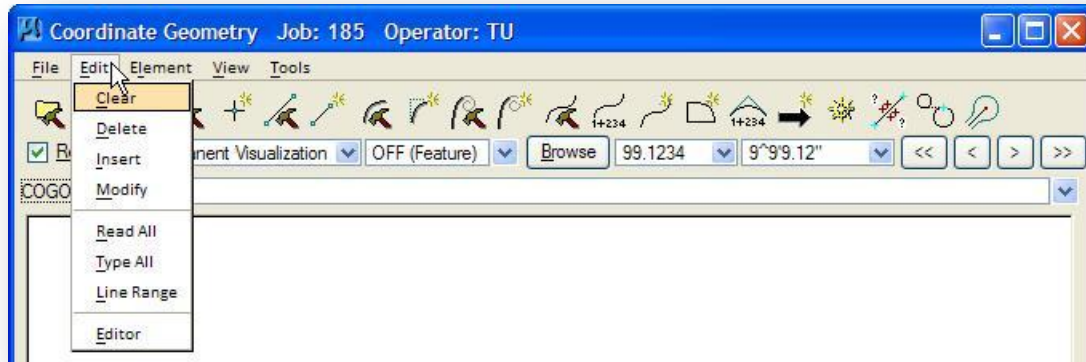 Coordinate Geometry Job: 185 Operator: TU
File Edit Element View Tools
Clear
1+234 1+234 ? ?
Delete
Insert
Modify
nent Visualization OFF (Feature) Browse 99.1234 9^9'9.12" << < > >>
COGO
Read All
Type All
Line Range
Editor